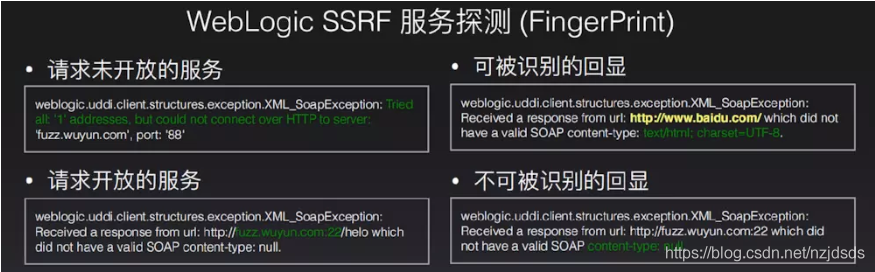 WebLogic SSRF 服务探测 (FingerPrint)
• 请求未开放的服务
weblogic.uddi.client.structures.exception.XML_SoapException: Tried
all: '1' addresses, but could not connect over HTTP to server:
'fuzz.wuyun.com', port: '88'
• 可被识别的回显
weblogic.uddi.client.structures.exception.XML_SoapException:
Received a response from url: http://www.baidu.com/ which did not
have a valid SOAP content-type: text/html; charset=UTF-8.
• 请求开放的服务
weblogic.uddi.client.structures.exception.XML_SoapException:
Received a response from url: http://fuzz.wuyun.com:22/helo which
did not have a valid SOAP content-type: null.
• 不可被识别的回显
weblogic.uddi.client.structures.exception.XML_SoapException:
Received a response from url: http://fuzz.wuyun.com:22 which did
not have a valid SOAP content-type: null.
https://blog.csdn.net/nzjdsds